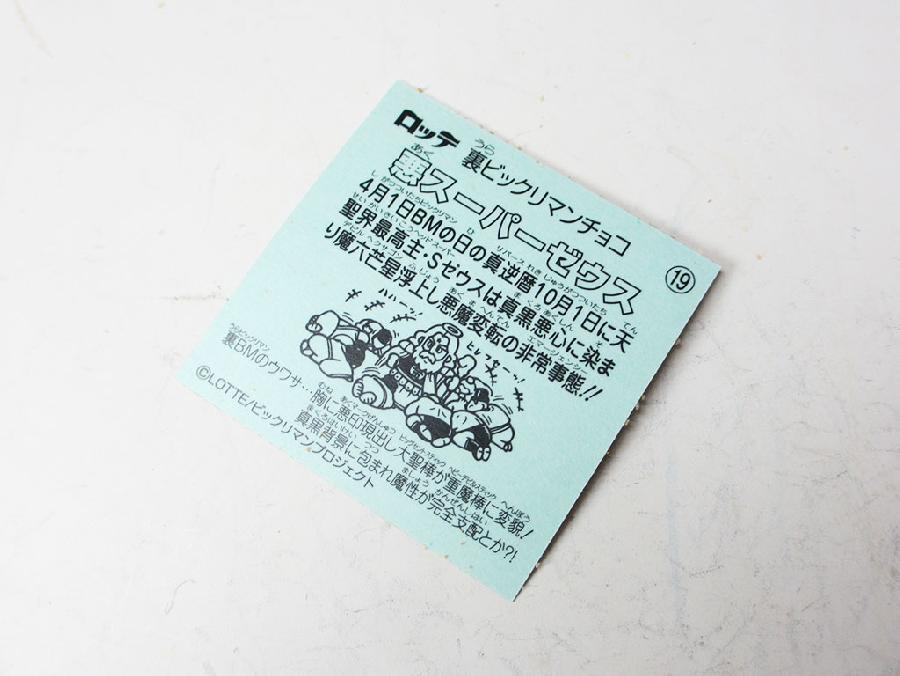 ロッテ 裏ビックリマンチョコ
悪スーパーゼウス
19
4月1日BMの日の真逆暦10月1日に天
聖界最高主・Sゼウスは真黒悪心に染ま
り魔六芒星浮上し悪魔変転の非常事態!!
裏BMのウワサ…
胸に悪印現出し大聖棒が重魔棒に変貌!
真黒背景に包まれ魔性が完全支配とか?!
©LOTTE/ビックリマンプロジェクト